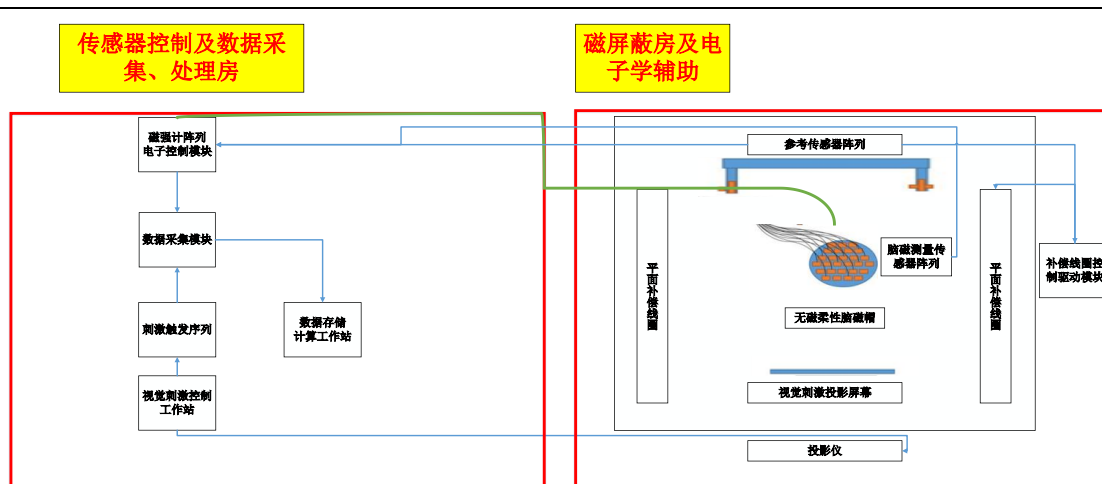 传感器控制及数据采
集、处理房
磁屏蔽房及电
子学辅助
磁强计阵列
电子控制模块
数据采集模块
刺激触发序列
数据存储
计算工作站
视觉刺激控制
工作站
参考传感器阵列
平面补偿线圈
脑磁测量传
感器阵列
无磁柔性脑磁帽
视觉刺激投影屏幕
投影仪
平面补偿线圈
补偿线圈控
制驱动模块